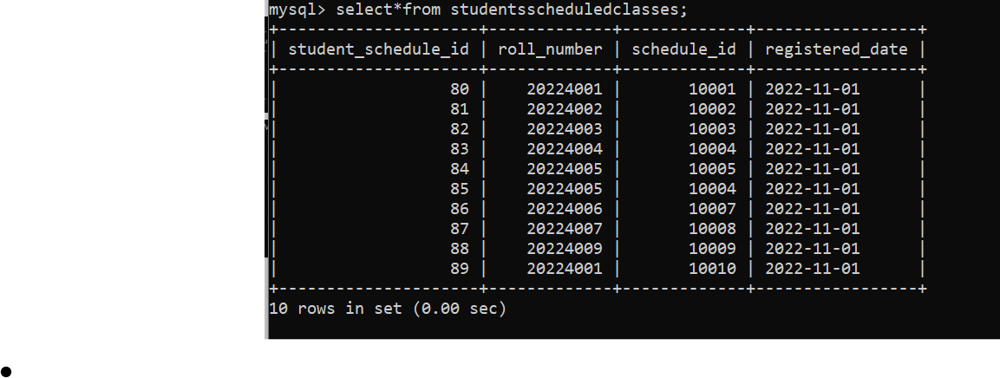 mysql> select*from studentsscheduledclasses;
+---------------------+-------------+-------------+-----------------+
| student_schedule_id | roll_number | schedule_id | registered_date |
+---------------------+-------------+-------------+-----------------+
|                  80 |    20224001 |       10001 | 2022-11-01      |
|                  81 |    20224002 |       10002 | 2022-11-01      |
|                  82 |    20224003 |       10003 | 2022-11-01      |
|                  83 |    20224004 |       10004 | 2022-11-01      |
|                  84 |    20224005 |       10005 | 2022-11-01      |
|                  85 |    20224005 |       10004 | 2022-11-01      |
|                  86 |    20224006 |       10007 | 2022-11-01      |
|                  87 |    20224007 |       10008 | 2022-11-01      |
|                  88 |    20224009 |       10009 | 2022-11-01      |
|                  89 |    20224001 |       10010 | 2022-11-01      |
+---------------------+-------------+-------------+-----------------+
10 rows in set (0.00 sec)